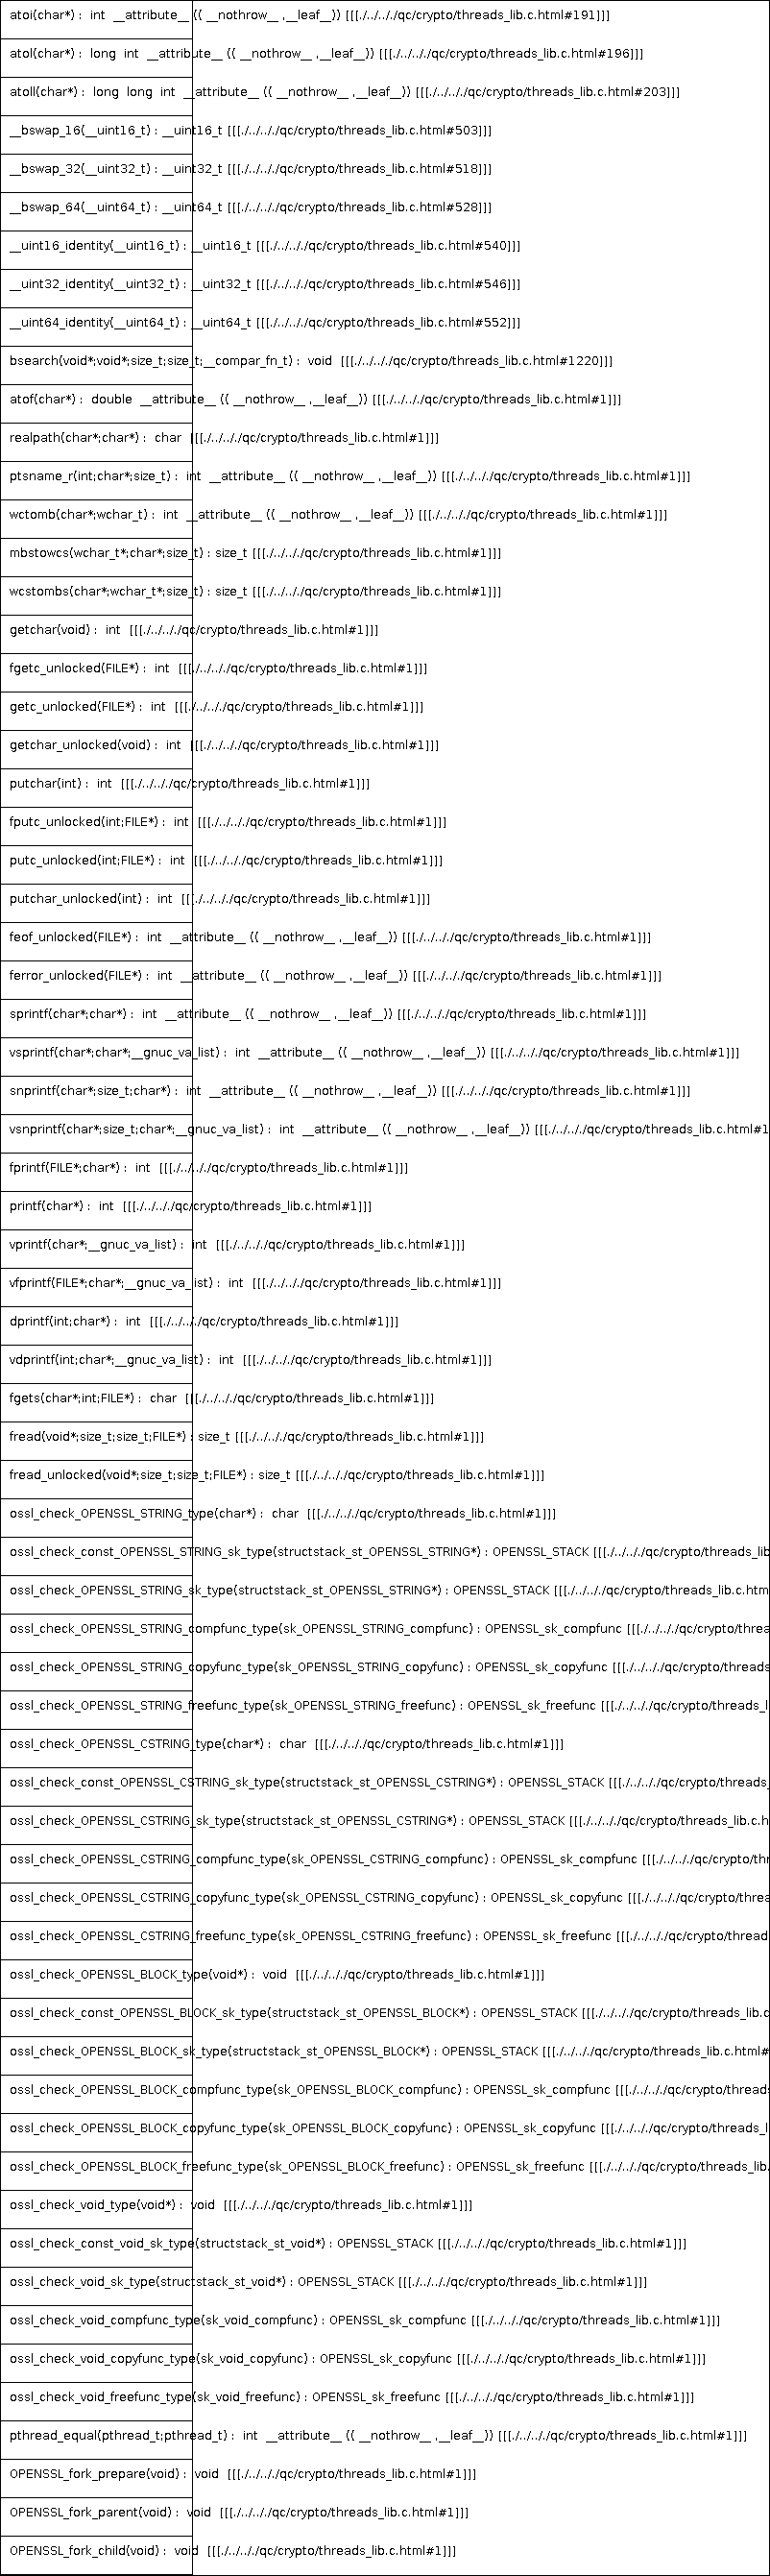 atoi(char*) :  int  __attribute__ (( __nothrow__ ,__leaf__)) [[[./../../qc/crypto/threads_lib.c.html#191]]]
atol(char*) :  long  int  __attribute__ (( __nothrow__ ,__leaf__)) [[[./../../qc/crypto/threads_lib.c.html#196]]]
atoll(char*) :  long  long  int  __attribute__ (( __nothrow__ ,__leaf__)) [[[./../.././qc/crypto/threads_lib.c.html#203]]]
__bswap_16(__uint16_t) : __uint16_t [[[./../.././qc/crypto/threads_lib.c.html#503]]]
__bswap_32(__uint32_t) : __uint32_t [[[./../.././qc/crypto/threads_lib.c.html#518]]]
__bswap_64(__uint64_t) : __uint64_t [[[./../.././qc/crypto/threads_lib.c.html#528]]]
__uint16_identity(__uint16_t) : __uint16_t [[[./../.././qc/crypto/threads_lib.c.html#540]]]
__uint32_identity(__uint32_t) : __uint32_t [[[./../.././qc/crypto/threads_lib.c.html#546]]]
__uint64_identity(__uint64_t) : __uint64_t [[[./../.././qc/crypto/threads_lib.c.html#552]]]
bsearch(void*;void*;size_t;size_t;__compar_fn_t) :  void  [[[./../.././qc/crypto/threads_lib.c.html#1220]]]
atof(char*) :  double  __attribute__ (( __nothrow__ ,__leaf__)) [[[./../.././qc/crypto/threads_lib.c.html#1]]]
realpath(char*;char*) :  char  [[[./../.././qc/crypto/threads_lib.c.html#1]]]
ptsname_r(int;char*;size_t) :  int  __attribute__ (( __nothrow__ ,__leaf__)) [[[./../.././qc/crypto/threads_lib.c.html#1]]]
wctomb(char*;wchar_t) :  int  __attribute__ (( __nothrow__ ,__leaf__)) [[[./../.././qc/crypto/threads_lib.c.html#1]]]
mbstowcs(wchar_t*;char*;size_t) : size_t [[[./../.././qc/crypto/threads_lib.c.html#1]]]
wcstombs(char*;wchar_t*;size_t) : size_t [[[./../.././qc/crypto/threads_lib.c.html#1]]]
getchar(void) :  int  [[[./../.././qc/crypto/threads_lib.c.html#1]]]
fgetc_unlocked(FILE*) :  int  [[[./../.././qc/crypto/threads_lib.c.html#1]]]
getc_unlocked(FILE*) :  int  [[[./../.././qc/crypto/threads_lib.c.html#1]]]
getchar_unlocked(void) :  int  [[[./../.././qc/crypto/threads_lib.c.html#1]]]
putchar(int) :  int  [[[./../.././qc/crypto/threads_lib.c.html#1]]]
fputc_unlocked(int;FILE*) :  int  [[[./../.././qc/crypto/threads_lib.c.html#1]]]
putc_unlocked(int;FILE*) :  int  [[[./../.././qc/crypto/threads_lib.c.html#1]]]
putchar_unlocked(int) :  int  [[[./../.././qc/crypto/threads_lib.c.html#1]]]
feof_unlocked(FILE*) :  int  __attribute__ (( __nothrow__ ,__leaf__)) [[[./../.././qc/crypto/threads_lib.c.html#1]]]
ferror_unlocked(FILE*) :  int  __attribute__ (( __nothrow__ ,__leaf__)) [[[./../.././qc/crypto/threads_lib.c.html#1]]]
sprintf(char*;char*) :  int  __attribute__ (( __nothrow__ ,__leaf__)) [[[./../.././qc/crypto/threads_lib.c.html#1]]]
vsprintf(char*;char*;__gnuc_va_list) :  int  __attribute__ (( __nothrow__ ,__leaf__)) [[[./../.././qc/crypto/threads_lib.c.html#1]]]
snprintf(char*;size_t;char*) :  int  __attribute__ (( __nothrow__ ,__leaf__)) [[[./../.././qc/crypto/threads_lib.c.html#1]]]
vsnprintf(char*;size_t;char*;__gnuc_va_list) :  int  __attribute__ (( __nothrow__ ,__leaf__)) [[[./../.././qc/crypto/threads_lib.c.html#1
fprintf(FILE*;char*) :  int  [[[./../.././qc/crypto/threads_lib.c.html#1]]]
printf(char*) :  int  [[[./../.././qc/crypto/threads_lib.c.html#1]]]
vprintf(char*;__gnuc_va_list) :  int  [[[./../.././qc/crypto/threads_lib.c.html#1]]]
vfprintf(FILE*;char*;__gnuc_va_list) :  int  [[[./../.././qc/crypto/threads_lib.c.html#1]]]
dprintf(int;char*) :  int  [[[./../.././qc/crypto/threads_lib.c.html#1]]]
vdprintf(int;char*;__gnuc_va_list) :  int  [[[./../.././qc/crypto/threads_lib.c.html#1]]]
fgets(char*;int;FILE*) :  char  [[[./../.././qc/crypto/threads_lib.c.html#1]]]
fread(void*;size_t;size_t;FILE*) : size_t [[[./../.././qc/crypto/threads_lib.c.html#1]]]
fread_unlocked(void*;size_t;size_t;FILE*) : size_t [[[./../.././qc/crypto/threads_lib.c.html#1]]]
ossl_check_OPENSSL_STRING_type(char*) :  char  [[[./../.././qc/crypto/threads_lib.c.html#1]]]
ossl_check_const_OPENSSL_STRING_sk_type(structstack_st_OPENSSL_STRING*) : OPENSSL_STACK [[[./../.././qc/crypto/threads_lib
ossl_check_OPENSSL_STRING_sk_type(structstack_st_OPENSSL_STRING*) : OPENSSL_STACK [[[./../.././qc/crypto/threads_lib.c.htm
ossl_check_OPENSSL_STRING_compfunc_type(sk_OPENSSL_STRING_compfunc) : OPENSSL_sk_compfunc [[[./../.././qc/crypto/threa
ossl_check_OPENSSL_STRING_copyfunc_type(sk_OPENSSL_STRING_copyfunc) : OPENSSL_sk_copyfunc [[[./../.././qc/crypto/threads
ossl_check_OPENSSL_STRING_freefunc_type(sk_OPENSSL_STRING_freefunc) : OPENSSL_sk_freefunc [[[./../.././qc/crypto/threads_l
ossl_check_OPENSSL_CSTRING_type(char*) :  char  [[[./../.././qc/crypto/threads_lib.c.html#1]]]
ossl_check_const_OPENSSL_CSTRING_sk_type(structstack_st_OPENSSL_CSTRING*) : OPENSSL_STACK [[[./../.././qc/crypto/threads_
ossl_check_OPENSSL_CSTRING_sk_type(structstack_st_OPENSSL_CSTRING*) : OPENSSL_STACK [[[./../.././qc/crypto/threads_lib.c.h
ossl_check_OPENSSL_CSTRING_compfunc_type(sk_OPENSSL_CSTRING_compfunc) : OPENSSL_sk_compfunc [[[./../.././qc/crypto/thr
ossl_check_OPENSSL_CSTRING_copyfunc_type(sk_OPENSSL_CSTRING_copyfunc) : OPENSSL_sk_copyfunc [[[./../.././qc/crypto/threa
ossl_check_OPENSSL_CSTRING_freefunc_type(sk_OPENSSL_CSTRING_freefunc) : OPENSSL_sk_freefunc [[[./../.././qc/crypto/thread
ossl_check_OPENSSL_BLOCK_type(void*) :  void  [[[./../.././qc/crypto/threads_lib.c.html#1]]]
ossl_check_const_OPENSSL_BLOCK_sk_type(structstack_st_OPENSSL_BLOCK*) : OPENSSL_STACK [[[./../.././qc/crypto/threads_lib.c
ossl_check_OPENSSL_BLOCK_sk_type(structstack_st_OPENSSL_BLOCK*) : OPENSSL_STACK [[[./../.././qc/crypto/threads_lib.c.html#
ossl_check_OPENSSL_BLOCK_compfunc_type(sk_OPENSSL_BLOCK_compfunc) : OPENSSL_sk_compfunc [[[./../.././qc/crypto/threads
ossl_check_OPENSSL_BLOCK_copyfunc_type(sk_OPENSSL_BLOCK_copyfunc) : OPENSSL_sk_copyfunc [[[./../.././qc/crypto/threads_l
ossl_check_OPENSSL_BLOCK_freefunc_type(sk_OPENSSL_BLOCK_freefunc) : OPENSSL_sk_freefunc [[[./../.././qc/crypto/threads_lib.
ossl_check_void_type(void*) :  void  [[[./../.././qc/crypto/threads_lib.c.html#1]]]
ossl_check_const_void_sk_type(structstack_st_void*) : OPENSSL_STACK [[[./../.././qc/crypto/threads_lib.c.html#1]]]
ossl_check_void_sk_type(structstack_st_void*) : OPENSSL_STACK [[[./../.././qc/crypto/threads_lib.c.html#1]]]
ossl_check_void_compfunc_type(sk_void_compfunc) : OPENSSL_sk_compfunc [[[./../.././qc/crypto/threads_lib.c.html#1]]]
ossl_check_void_copyfunc_type(sk_void_copyfunc) : OPENSSL_sk_copyfunc [[[./../.././qc/crypto/threads_lib.c.html#1]]]
ossl_check_void_freefunc_type(sk_void_freefunc) : OPENSSL_sk_freefunc [[[./../.././qc/crypto/threads_lib.c.html#1]]]
pthread_equal(pthread_t;pthread_t) :  int  __attribute__ (( __nothrow__ ,__leaf__)) [[[./../.././qc/crypto/threads_lib.c.html#1]]]
OPENSSL_fork_prepare(void) :  void  [[[./../.././qc/crypto/threads_lib.c.html#1]]]
OPENSSL_fork_parent(void) :  void  [[[./../.././qc/crypto/threads_lib.c.html#1]]]
OPENSSL_fork_child(void) :  void  [[[./../.././qc/crypto/threads_lib.c.html#1]]]